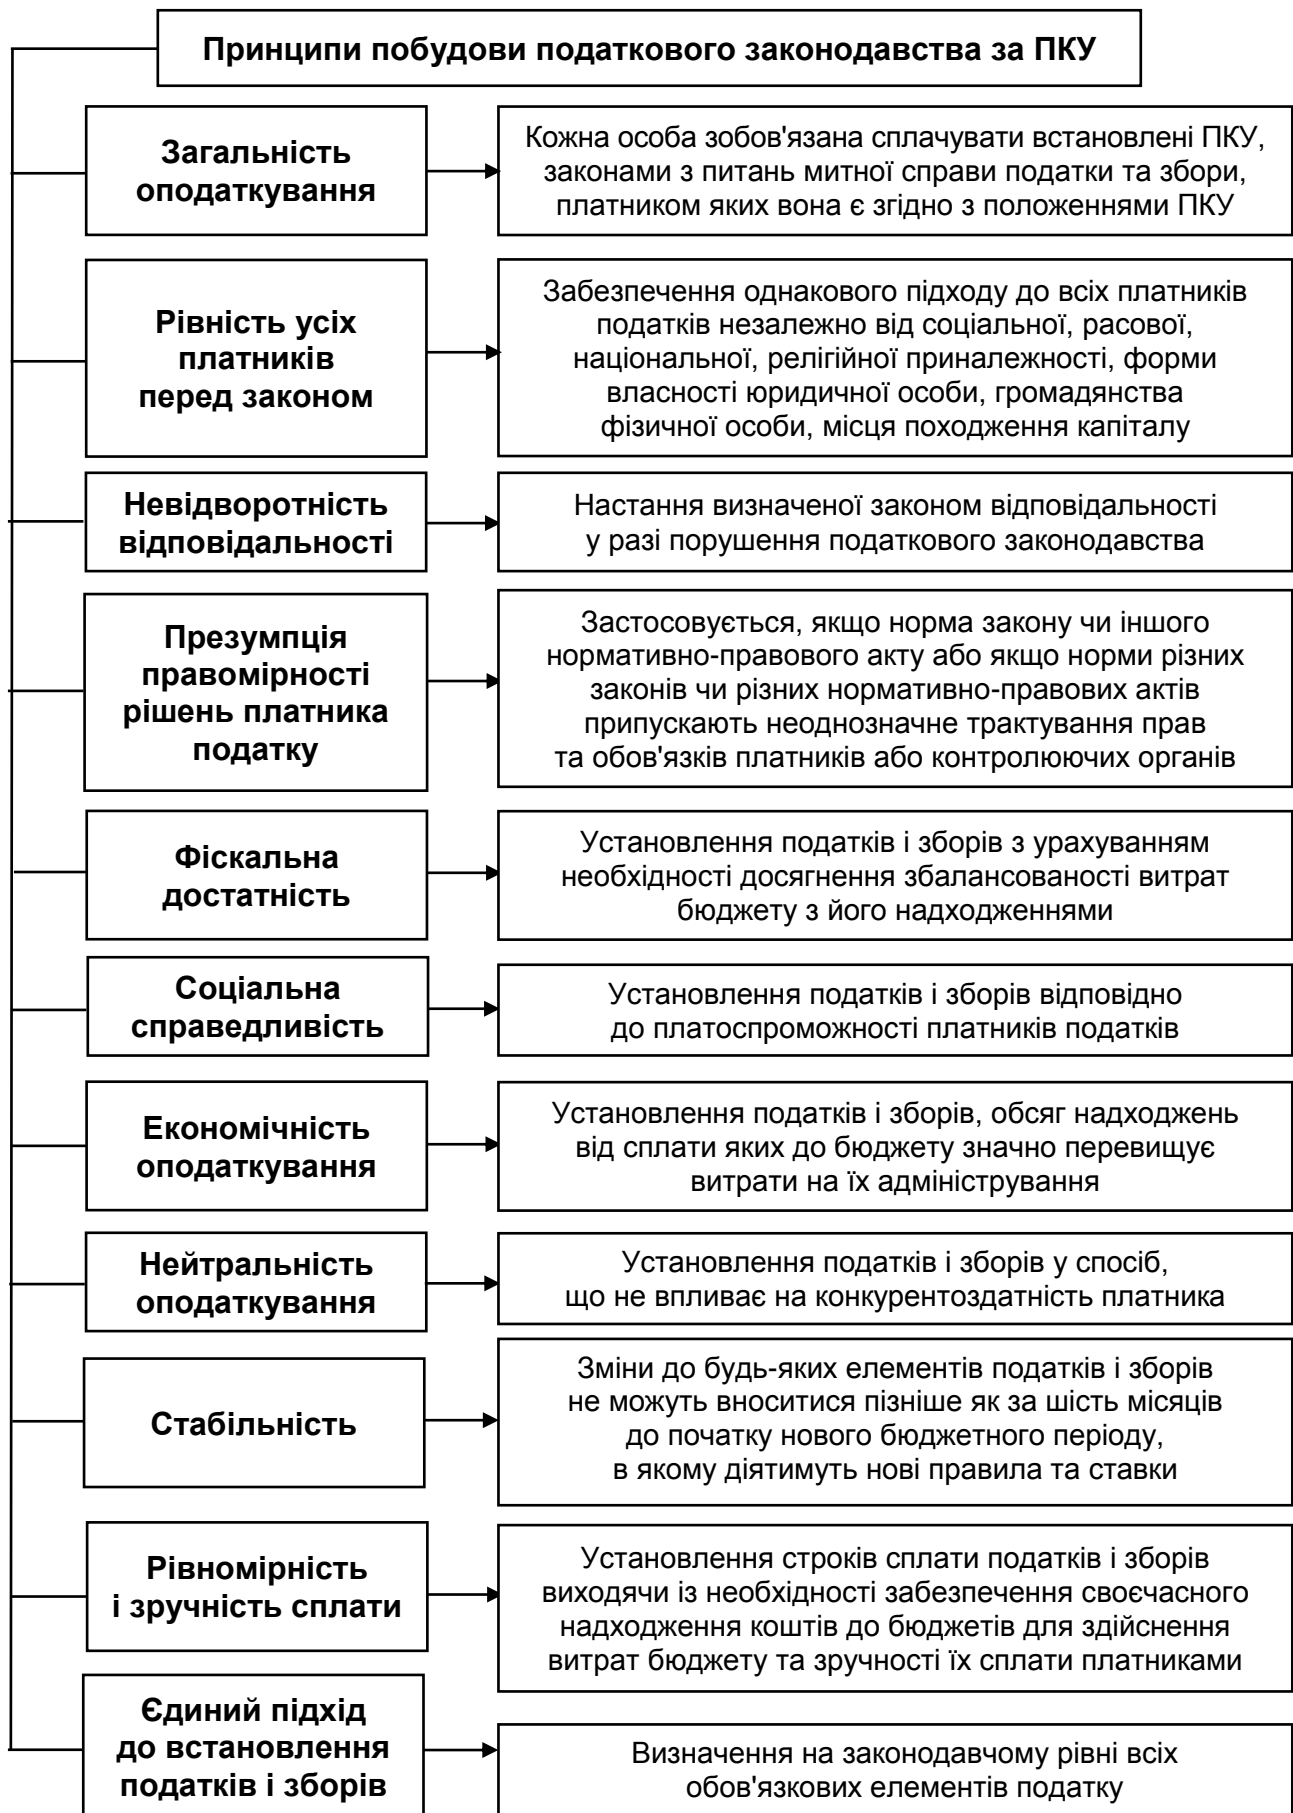 Принципи побудови податкового законодавства за ПКУ
Загальність
оподаткування
Кожна особа зобов'язана сплачувати встановлені ПКУ,
законами з питань митної справи податки та збори,
платником яких вона є згідно з положеннями ПКУ
Рівність усіх
платників
перед законом
Забезпечення однакового підходу до всіх платників
податків незалежно від соціальної, расової,
національної, релігійної приналежності, форми
власності юридичної особи, громадянства
фізичної особи, місця походження капіталу
Невідворотність
відповідальності
Настання визначеної законом відповідальності
у разі порушення податкового законодавства
Презумпція
правомірності
рішень платника
податку
Застосовується, якщо норма закону чи іншого
нормативно-правового акту або якщо норми різних
законів чи різних нормативно-правових актів
припускають неоднозначне трактування прав
та обов'язків платників або контролюючих органів
Фіскальна
достатність
Установлення податків і зборів з урахуванням
необхідності досягнення збалансованості витрат
бюджету з його надходженнями
Соціальна
справедливість
Установлення податків і зборів відповідно
до платоспроможності платників податків
Економічність
оподаткування
Установлення податків і зборів, обсяг надходжень
від сплати яких до бюджету значно перевищує
витрати на їх адміністрування
Нейтральність
оподаткування
Установлення податків і зборів у спосіб,
що не впливає на конкурентоздатність платника
Стабільність
Зміни до будь-яких елементів податків і зборів
не можуть вноситися пізніше як за шість місяців
до початку нового бюджетного періоду,
в якому діятимуть нові правила та ставки
Рівномірність
і зручність сплати
Установлення строків сплати податків і зборів
виходячи із необхідності забезпечення своєчасного
надходження коштів до бюджетів для здійснення
витрат бюджету та зручності їх сплати платниками
Єдиний підхід
до встановлення
податків і зборів
Визначення на законодавчому рівні всіх
обов'язкових елементів податку